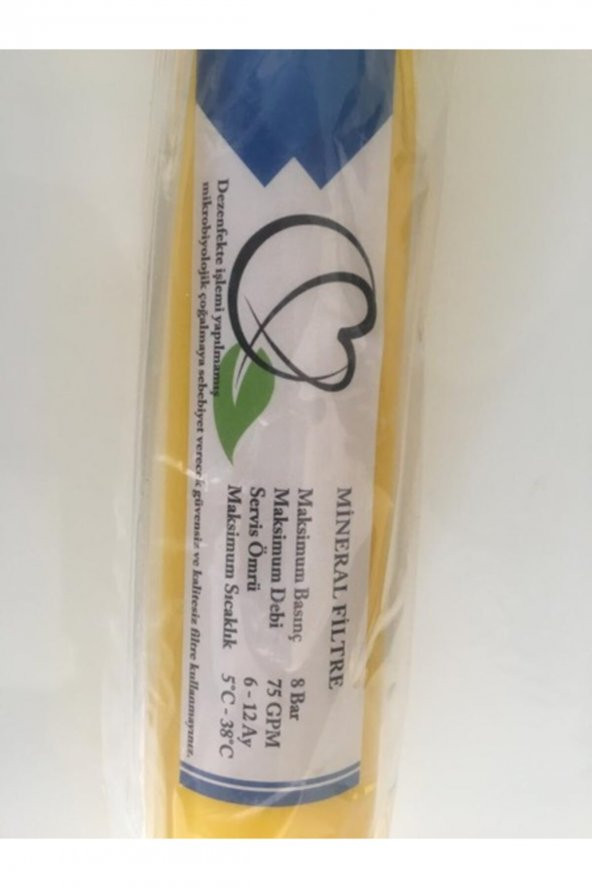 MİNERAL FİLTRE
Maksimum Basınç 8 Bar
Maksimum Debi 75 GPM
Servis Ömrü 6 - 12 Ay
Maksimum Sıcaklık 5°C - 38°C
Dezenfekte işlemi yapılmamış
mikrobiyolojik çoğalmaya sebebiyet verecek güvensiz ve kalitesiz filtre kullanmayınız.